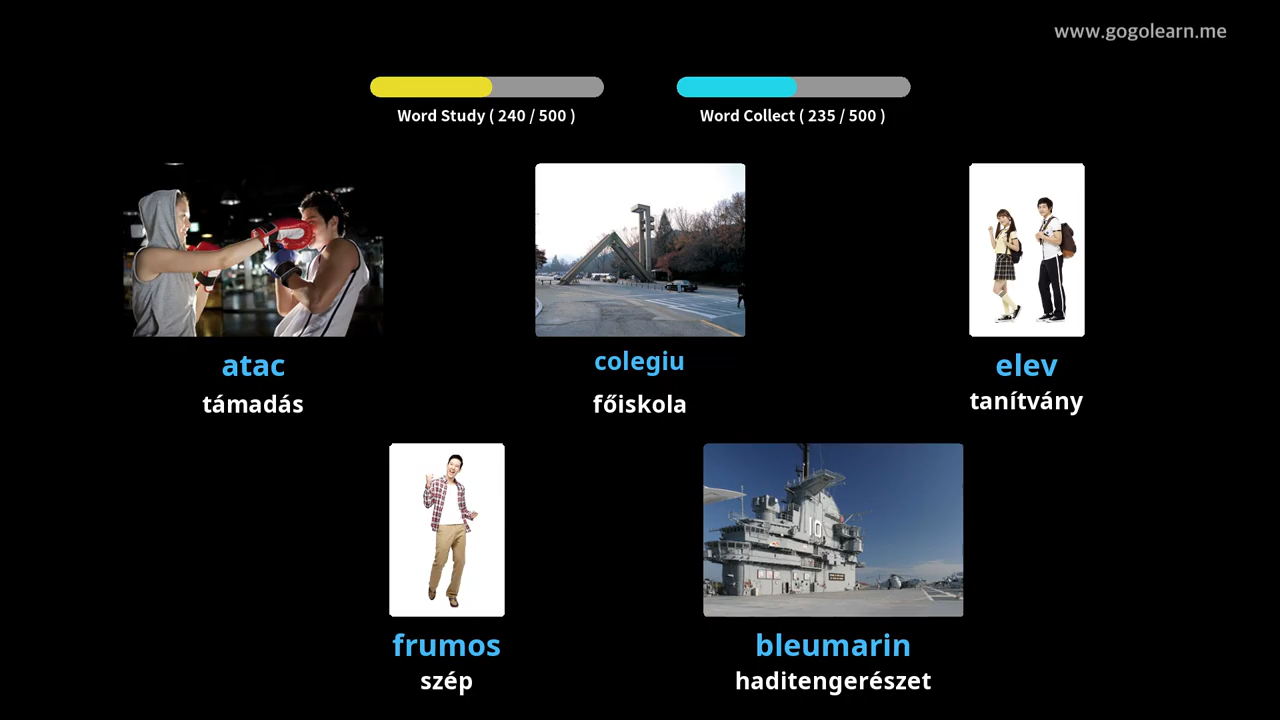 www.gogolearn.me
Word Study ( 240 / 500 )
Word Collect ( 235 / 500 )
atac
támadás
colegiu
főiskola
elev
tanítvány
10
frumos
szép
bleumarin
haditengerészet